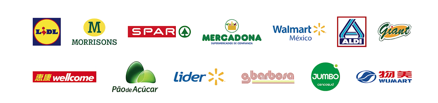 LIDL
M
MORRISONS
SPAR
MERCADONA
SUPERMERCADOS DE CONFIANZA
Walmart
México
ALDI
Giant
惠康 wellcome
Pão de Açúcar
Lider
g.barbosa
JUMBO
物美
WUMART